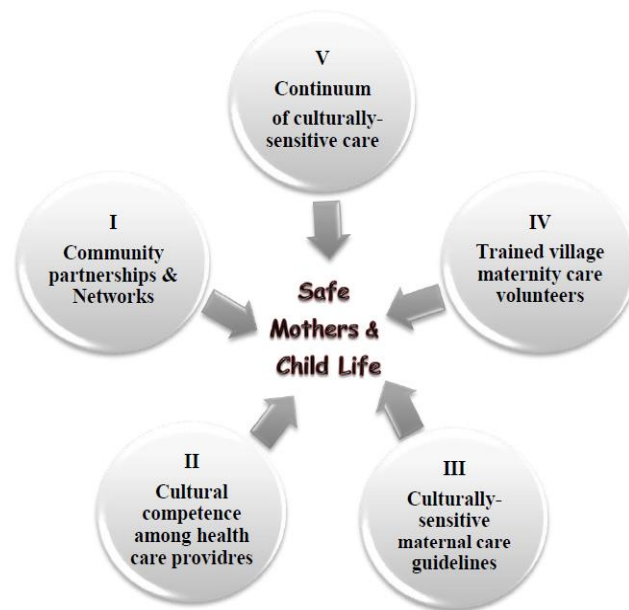 V
Continuum
of culturally-
sensitive care
I
Community
partnerships &
Networks
IV
Trained village
maternity care
volunteers
Safe
Mothers &
Child Life
II
Cultural
competence
among health
care providres
III
Culturally-
sensitive
maternal care
guidelines